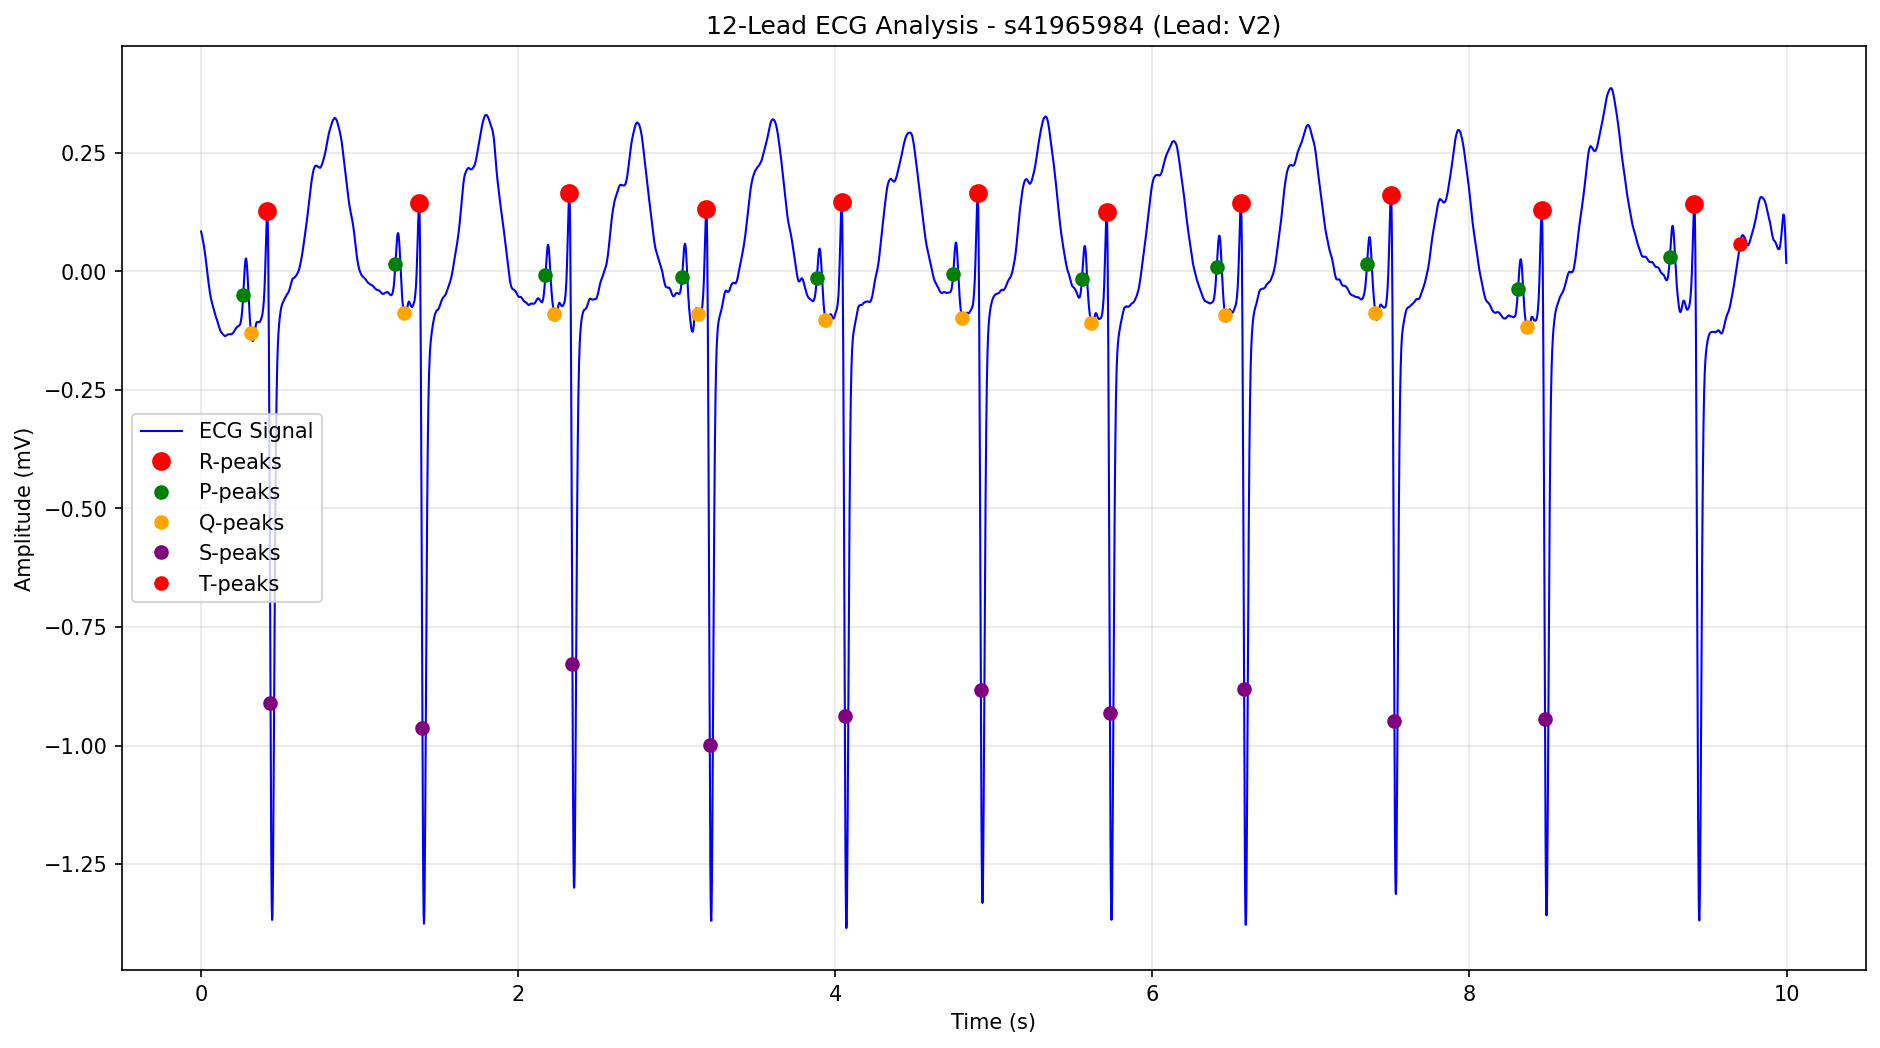 12-Lead ECG Analysis - s41965984 (Lead: V2)
Amplitude (mV)
0.25
0.00
−0.25
−0.50
−0.75
−1.00
−1.25
ECG Signal
R-peaks
P-peaks
Q-peaks
S-peaks
T-peaks
0 2 4 6 8 10
Time (s)